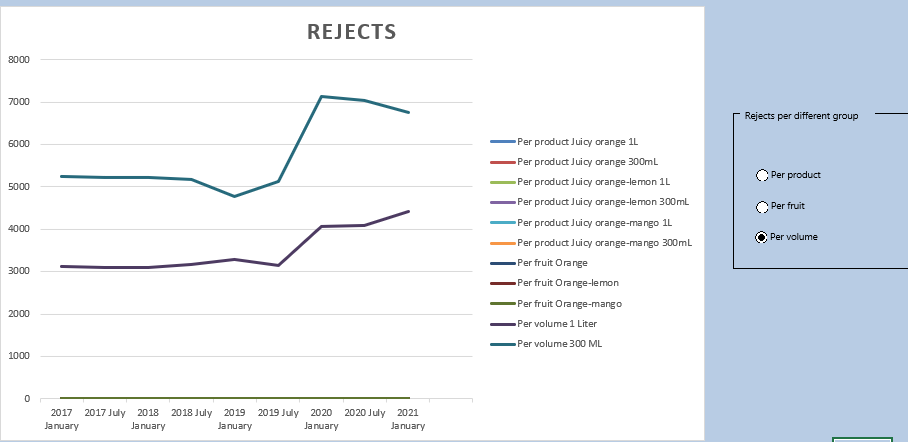 REJECTS
8000
7000
6000
5000
4000
3000
2000
1000
0
2017 January
2017 July
2018 January
2018 July
2019 January
2019 July
2020 January
2020 July
2021 January
Per product Juicy orange 1L
Per product Juicy orange 300mL
Per product Juicy orange-lemon 1L
Per product Juicy orange-lemon 300mL
Per product Juicy orange-mango 1L
Per product Juicy orange-mango 300mL
Per fruit Orange
Per fruit Orange-lemon
Per fruit Orange-mango
Per volume 1 Liter
Per volume 300 ML
Rejects per different group
Per product
Per fruit
Per volume